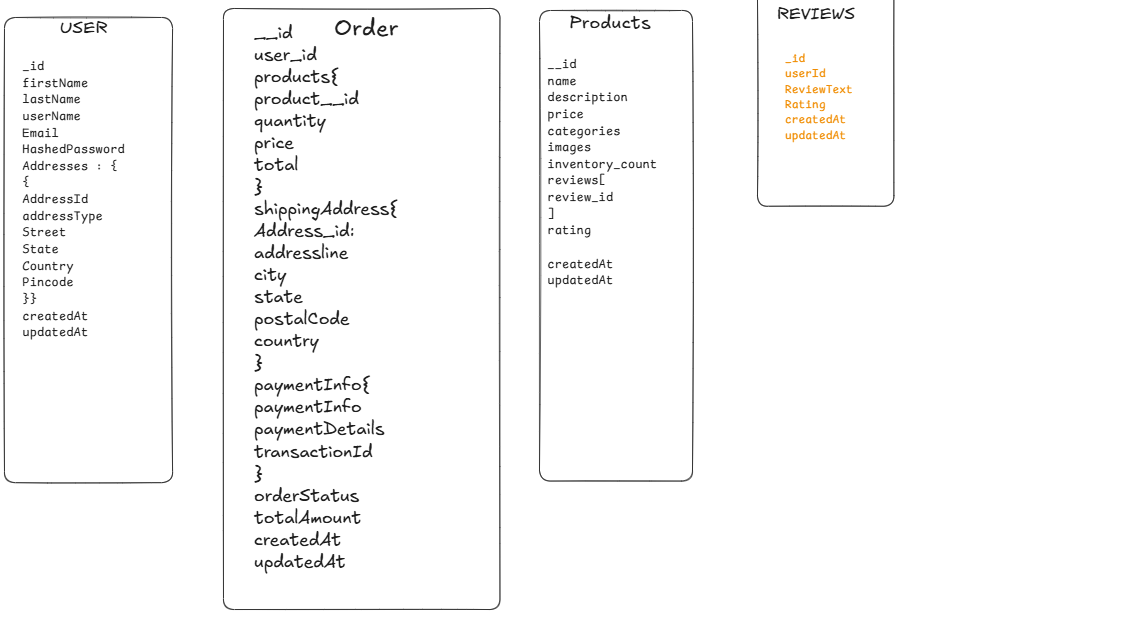 USER
_id
firstName
lastName
userName
Email
HashedPassword
Addresses : {
{
AddressId
addressType
Street
State
Country
Pincode
}}
createdAt
updatedAt
Order
__id
user_id
products{
product__id
quantity
price
total
}
shippingAddress{
Address_id:
addressline
city
state
postalCode
country
}
paymentInfo{
paymentInfo
paymentDetails
transactionId
}
orderStatus
totalAmount
createdAt
updatedAt
Products
__id
name
description
price
categories
images
inventory_count
reviews[
review_id
]
rating
createdAt
updatedAt
REVIEWS
_id
userId
ReviewText
Rating
createdAt
updatedAt